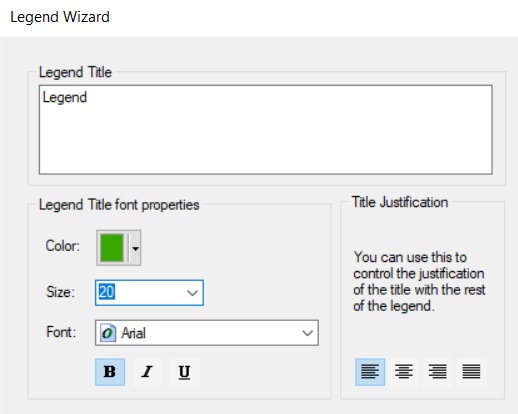 Legend Wizard
Legend Title
Legend
Legend Title font properties
Color:
Size: 20
Font: Arial
B I U
Title Justification
You can use this to
control the justification
of the title with the rest
of the legend.